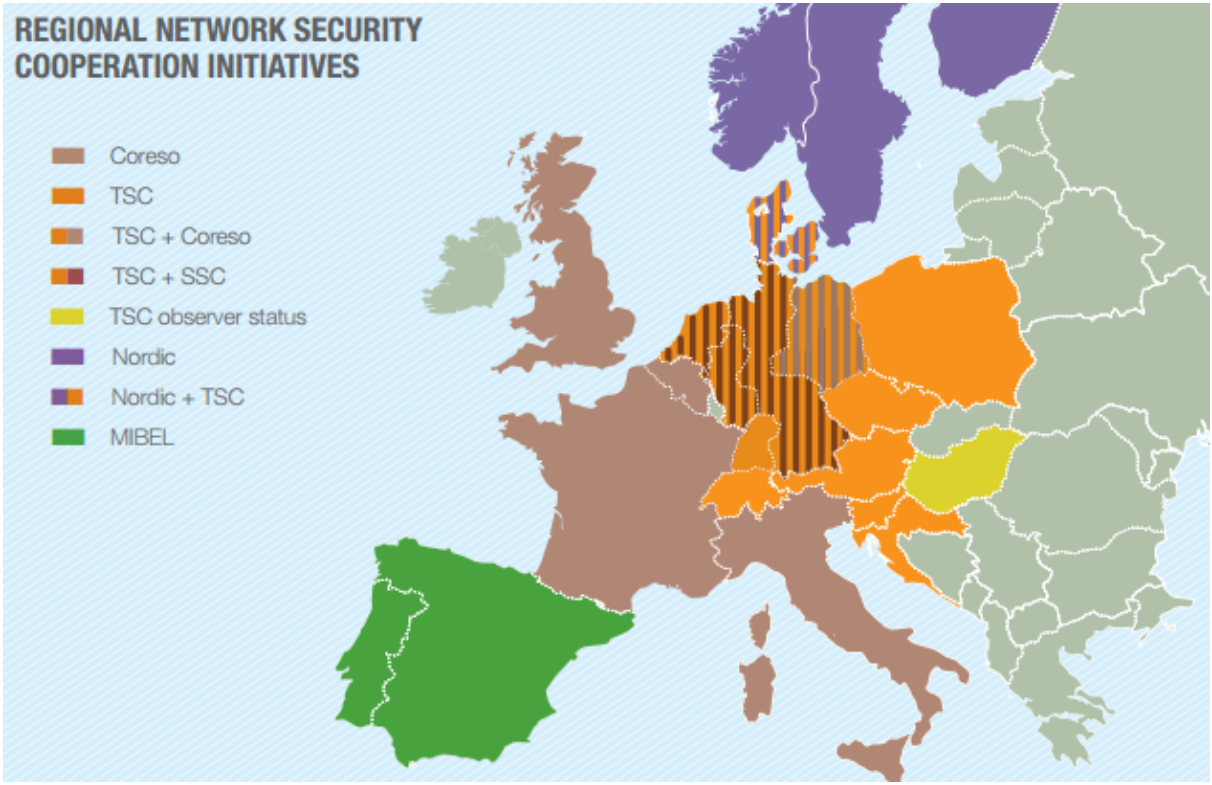 REGIONAL NETWORK SECURITY
COOPERATION INITIATIVES
Coreso
TSC
TSC + Coreso
TSC + SSC
TSC observer status
Nordic
Nordic + TSC
MIBEL